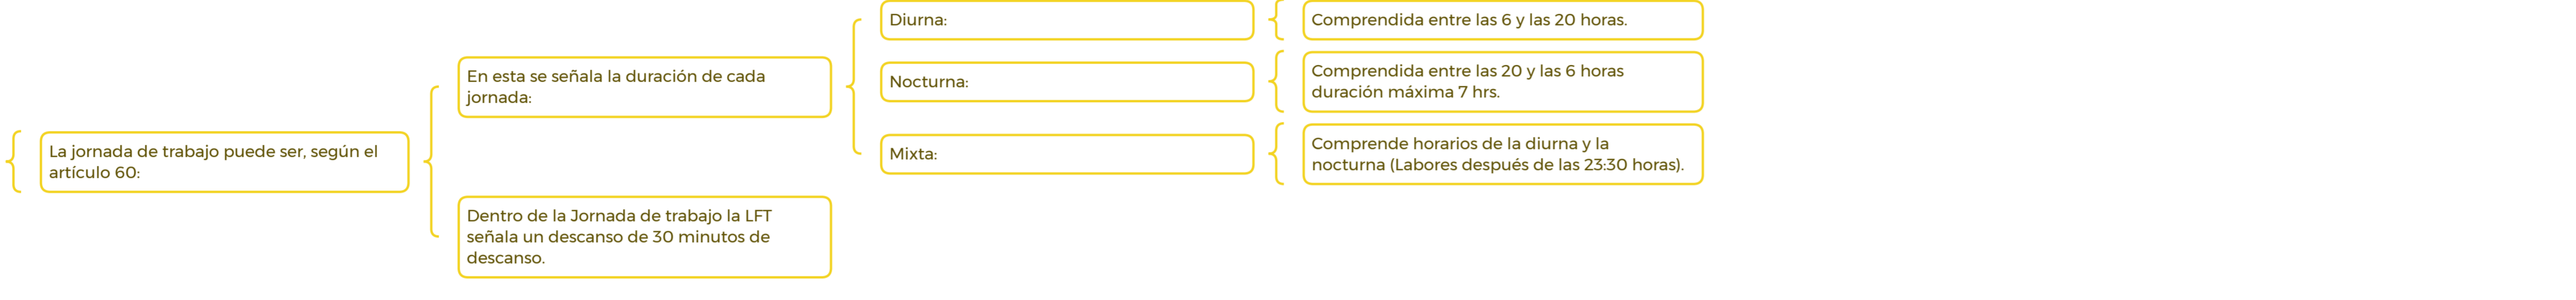 La jornada de trabajo puede ser, según el
artículo 60:
En esta se señala la duración de cada
jornada:
Diurna:
Comprendida entre las 6 y las 20 horas.
Nocturna:
Comprendida entre las 20 y las 6 horas
duración máxima 7 hrs.
Mixta:
Comprende horarios de la diurna y la
nocturna (Labores después de las 23:30 horas).
Dentro de la Jornada de trabajo la LFT
señala un descanso de 30 minutos de
descanso.